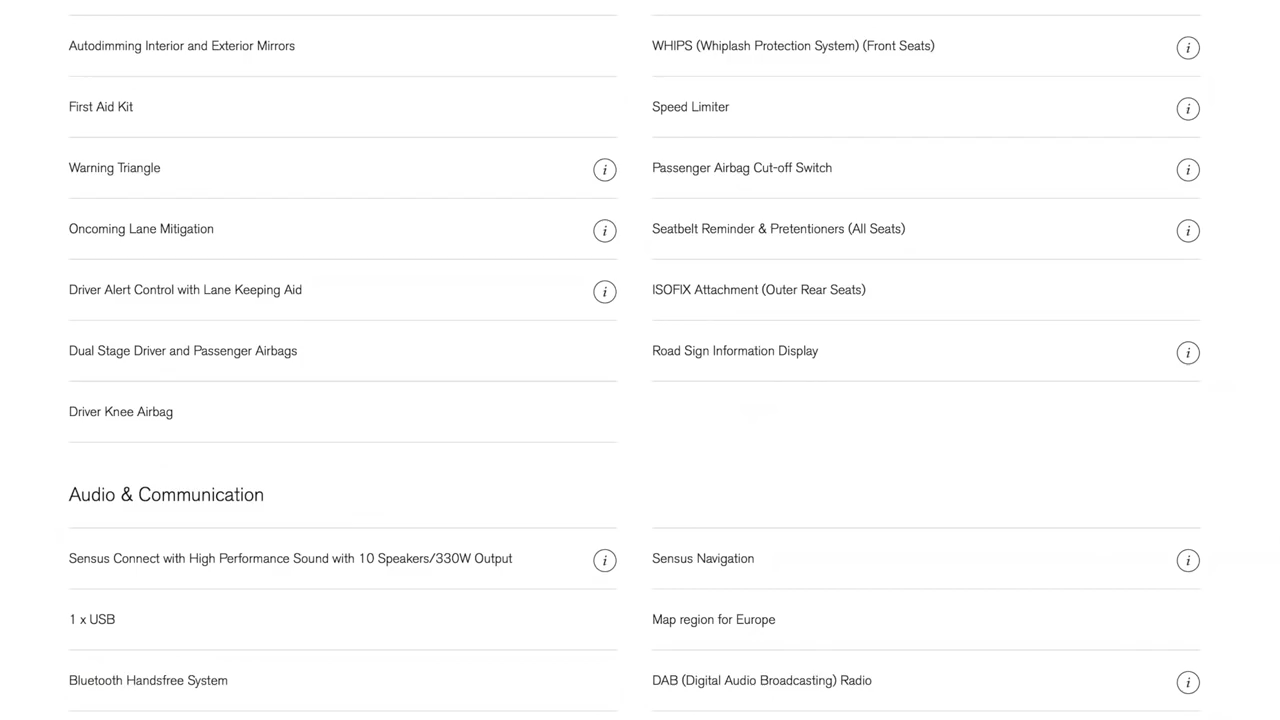 Autodimming Interior and Exterior Mirrors
First Aid Kit
Warning Triangle
Oncoming Lane Mitigation
Driver Alert Control with Lane Keeping Aid
Dual Stage Driver and Passenger Airbags
Driver Knee Airbag
WHIPS (Whiplash Protection System) (Front Seats)
Speed Limiter
Passenger Airbag Cut-off Switch
Seatbelt Reminder & Pretentioners (All Seats)
ISOFIX Attachment (Outer Rear Seats)
Road Sign Information Display
Audio & Communication
Sensus Connect with High Performance Sound with 10 Speakers/330W Output
1 x USB
Bluetooth Handsfree System
Sensus Navigation
Map region for Europe
DAB (Digital Audio Broadcasting) Radio